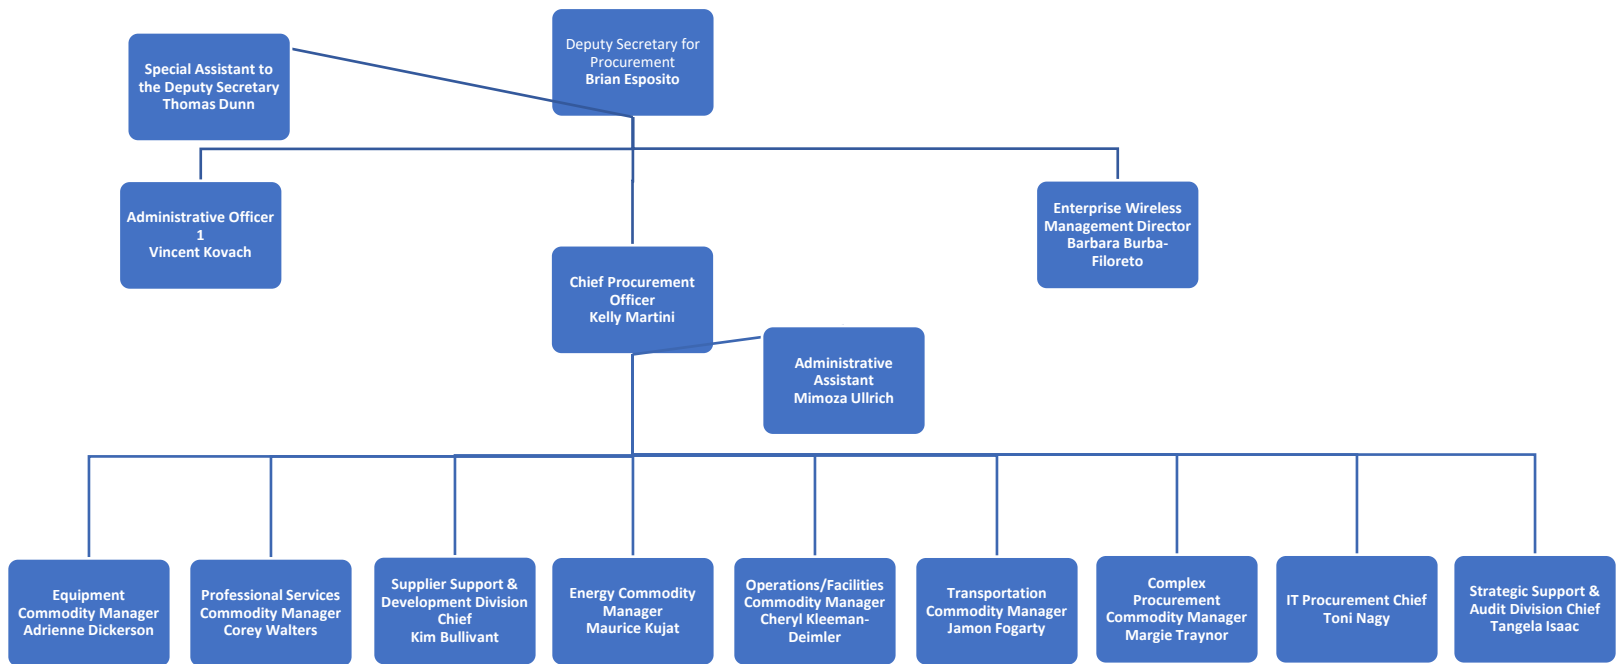 Deputy Secretary for
Procurement
Brian Esposito
Special Assistant to
the Deputy Secretary
Thomas Dunn
Administrative Officer
1
Vincent Kovach
Enterprise Wireless
Management Director
Barbara Burba-
Filoreto
Chief Procurement
Officer
Kelly Martini
Administrative
Assistant
Mimoza Ullrich
Equipment
Commodity Manager
Adrienne Dickerson
Professional Services
Commodity Manager
Corey Walters
Supplier Support &
Development Division
Chief
Kim Bullivant
Energy Commodity
Manager
Maurice Kujat
Operations/Facilities
Commodity Manager
Cheryl Kleeman-
Deimler
Transportation
Commodity Manager
Jamon Fogarty
Complex
Procurement
Commodity Manager
Margie Traynor
IT Procurement Chief
Toni Nagy
Strategic Support &
Audit Division Chief
Tangela Isaac